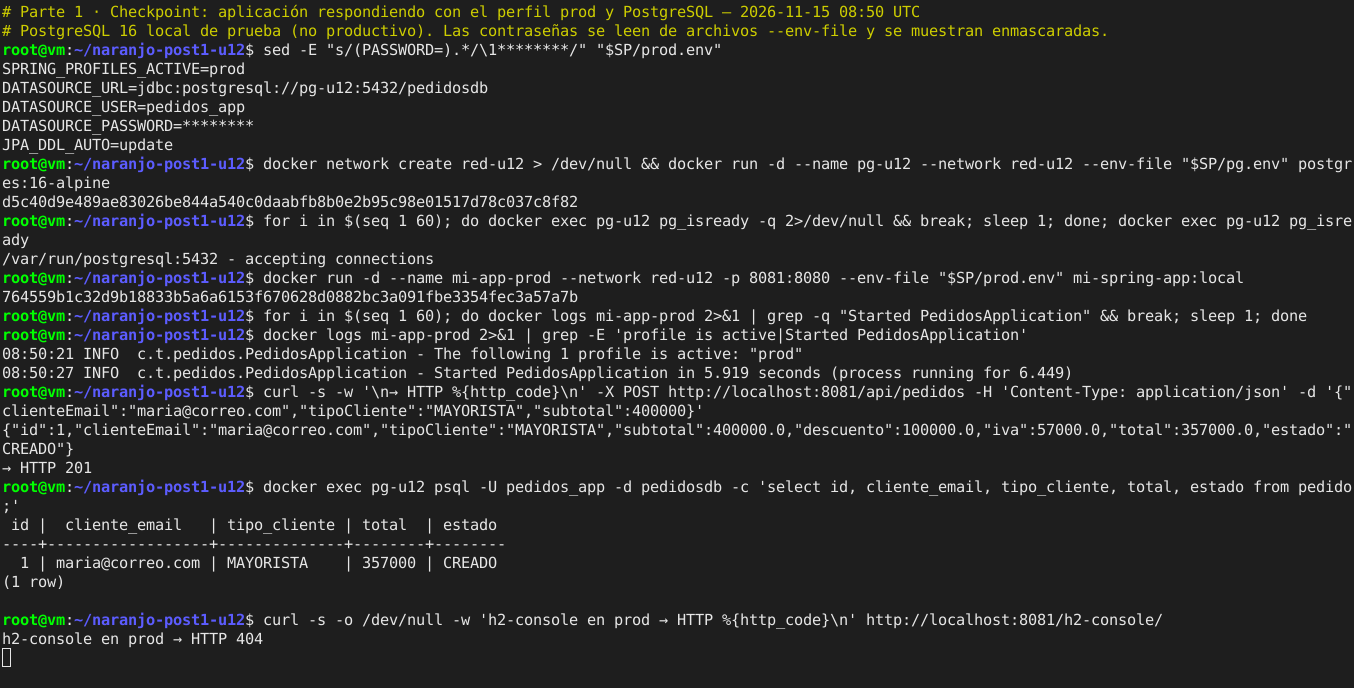 # Parte 1 · Checkpoint: aplicación respondiendo con el perfil prod y PostgreSQL — 2026-11-15 08:50 UTC
# PostgreSQL 16 local de prueba (no productivo). Las contraseñas se leen de archivos --env-file y se muestran enmascaradas.
root@vm:~/naranjo-post1-u12$ sed -E "s/(PASSWORD=).*/\1********/" "$SP/prod.env"
SPRING_PROFILES_ACTIVE=prod
DATASOURCE_URL=jdbc:postgresql://pg-u12:5432/pedidosdb
DATASOURCE_USER=pedidos_app
DATASOURCE_PASSWORD=********
JPA_DDL_AUTO=update
root@vm:~/naranjo-post1-u12$ docker network create red-u12 > /dev/null && docker run -d --name pg-u12 --network red-u12 --env-file "$SP/pg.env" postgr
es:16-alpine
d5c40d9e489ae83026be844a540c0daabfb8b0e2b95c98e01517d78c037c8f82
root@vm:~/naranjo-post1-u12$ for i in $(seq 1 60); do docker exec pg-u12 pg_isready -q 2>/dev/null && break; sleep 1; done; docker exec pg-u12 pg_isre
ady
/var/run/postgresql:5432 - accepting connections
root@vm:~/naranjo-post1-u12$ docker run -d --name mi-app-prod --network red-u12 -p 8081:8080 --env-file "$SP/prod.env" mi-spring-app:local
764559b1c32d9b18833b5a6a6153f670628d0882bc3a091fbe3354fec3a57a7b
root@vm:~/naranjo-post1-u12$ for i in $(seq 1 60); do docker logs mi-app-prod 2>&1 | grep -q "Started PedidosApplication" && break; sleep 1; done
root@vm:~/naranjo-post1-u12$ docker logs mi-app-prod 2>&1 | grep -E 'profile is active|Started PedidosApplication'
08:50:21 INFO  c.t.pedidos.PedidosApplication - The following 1 profile is active: "prod"
08:50:27 INFO  c.t.pedidos.PedidosApplication - Started PedidosApplication in 5.919 seconds (process running for 6.449)
root@vm:~/naranjo-post1-u12$ curl -s -w '\n→ HTTP %{http_code}\n' -X POST http://localhost:8081/api/pedidos -H 'Content-Type: application/json' -d '{"
clienteEmail":"maria@correo.com","tipoCliente":"MAYORISTA","subtotal":400000}'
{"id":1,"clienteEmail":"maria@correo.com","tipoCliente":"MAYORISTA","subtotal":400000.0,"descuento":100000.0,"iva":57000.0,"total":357000.0,"estado":"
CREADO"}
→ HTTP 201
root@vm:~/naranjo-post1-u12$ docker exec pg-u12 psql -U pedidos_app -d pedidosdb -c 'select id, cliente_email, tipo_cliente, total, estado from pedido
;'
 id |  cliente_email   | tipo_cliente | total  | estado
----+------------------+--------------+--------+--------
  1 | maria@correo.com | MAYORISTA    | 357000 | CREADO
(1 row)
root@vm:~/naranjo-post1-u12$ curl -s -o /dev/null -w 'h2-console en prod → HTTP %{http_code}\n' http://localhost:8081/h2-console/
h2-console en prod → HTTP 404